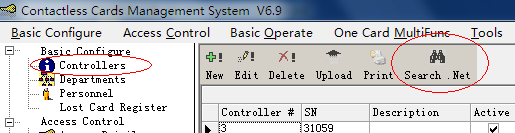 Contactless Cards Management System V6.9
Basic Configure Access Control Basic Operate One Card MultiFunc Tools
Basic Configure
Controllers
Departments
Personnel
Lost Card Register
Access Control
New Edit Delete Upload Print Search .Net
Controller # SN Description Active
3 31059